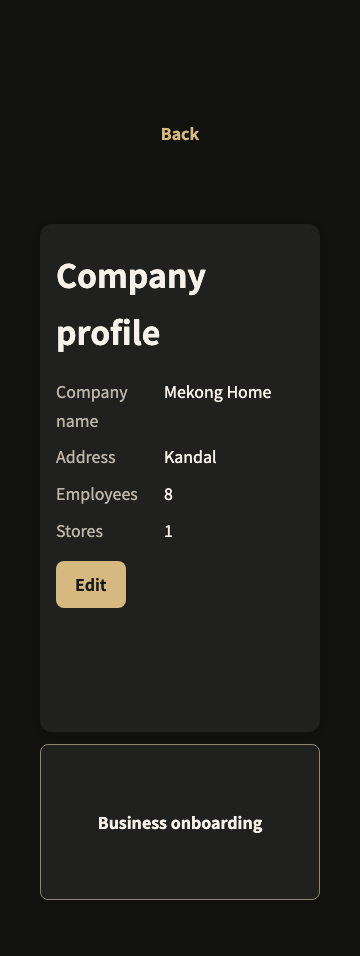 Back
Company
profile
Company name Mekong Home
Address Kandal
Employees 8
Stores 1
Edit
Business onboarding